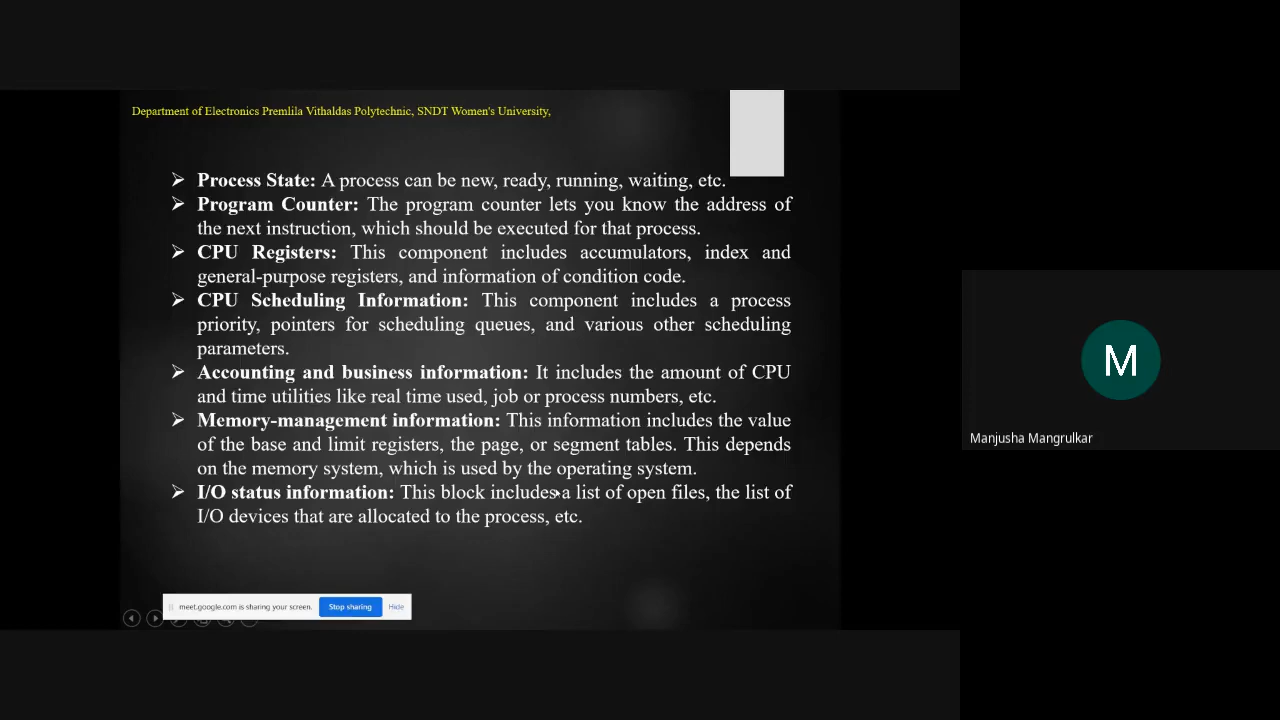 Department of Electronics Premlila Vithaldas Polytechnic, SNDT Women's University,
➢ Process State: A process can be new, ready, running, waiting, etc.
➢ Program Counter: The program counter lets you know the address of
the next instruction, which should be executed for that process.
➢ CPU Registers: This component includes accumulators, index and
general-purpose registers, and information of condition code.
➢ CPU Scheduling Information: This component includes a process
priority, pointers for scheduling queues, and various other scheduling
parameters.
➢ Accounting and business information: It includes the amount of CPU
and time utilities like real time used, job or process numbers, etc.
➢ Memory-management information: This information includes the value
of the base and limit registers, the page, or segment tables. This depends
on the memory system, which is used by the operating system.
➢ I/O status information: This block includes a list of open files, the list of
I/O devices that are allocated to the process, etc.
meet.google.com is sharing your screen. Stop sharing Hide
M
Manjusha Mangrulkar